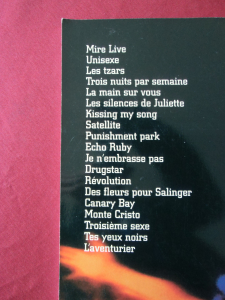 Mire Live
Unisexe
Les tzars
Trois nuits par semaine
La main sur vous
Les silences de Juliette
Kissing my song
Satellite
Punishment park
Echo Ruby
Je n'embrasse pas
Drugstar
Révolution
Des fleurs pour Salinger
Canary Bay
Monte Cristo
Troisième sexe
Tes yeux noirs
L'aventurier